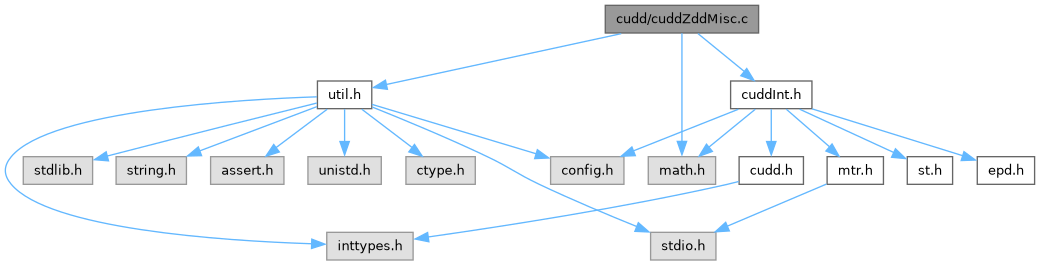 cudd/cuddZddMisc.c
util.h
cuddInt.h
stdlib.h
string.h
assert.h
unistd.h
ctype.h
config.h
math.h
cudd.h
mtr.h
st.h
epd.h
inttypes.h
stdio.h